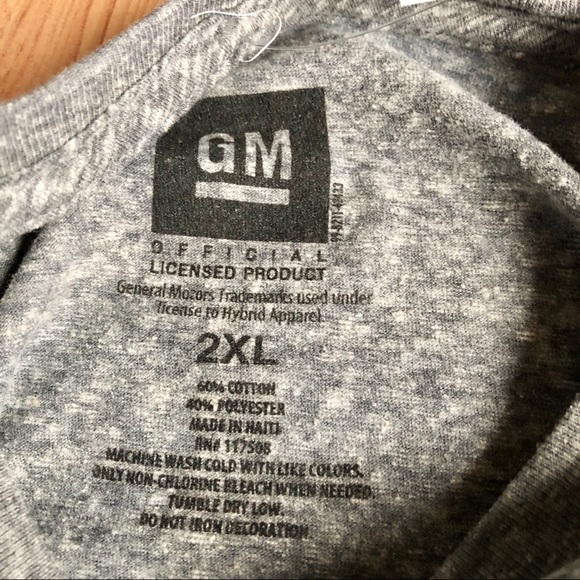 GM
OFFICIAL
LICENSED PRODUCT
General Motors Trademarks used under
license to Hybrid Apparel.
2XL
60% COTTON
40% POLYESTER
MADE IN HAITI
RN# 117508
MACHINE WASH COLD WITH LIKE COLORS.
ONLY NON-CHLORINE BLEACH WHEN NEEDED.
TUMBLE DRY LOW.
DO NOT IRON DECORATION